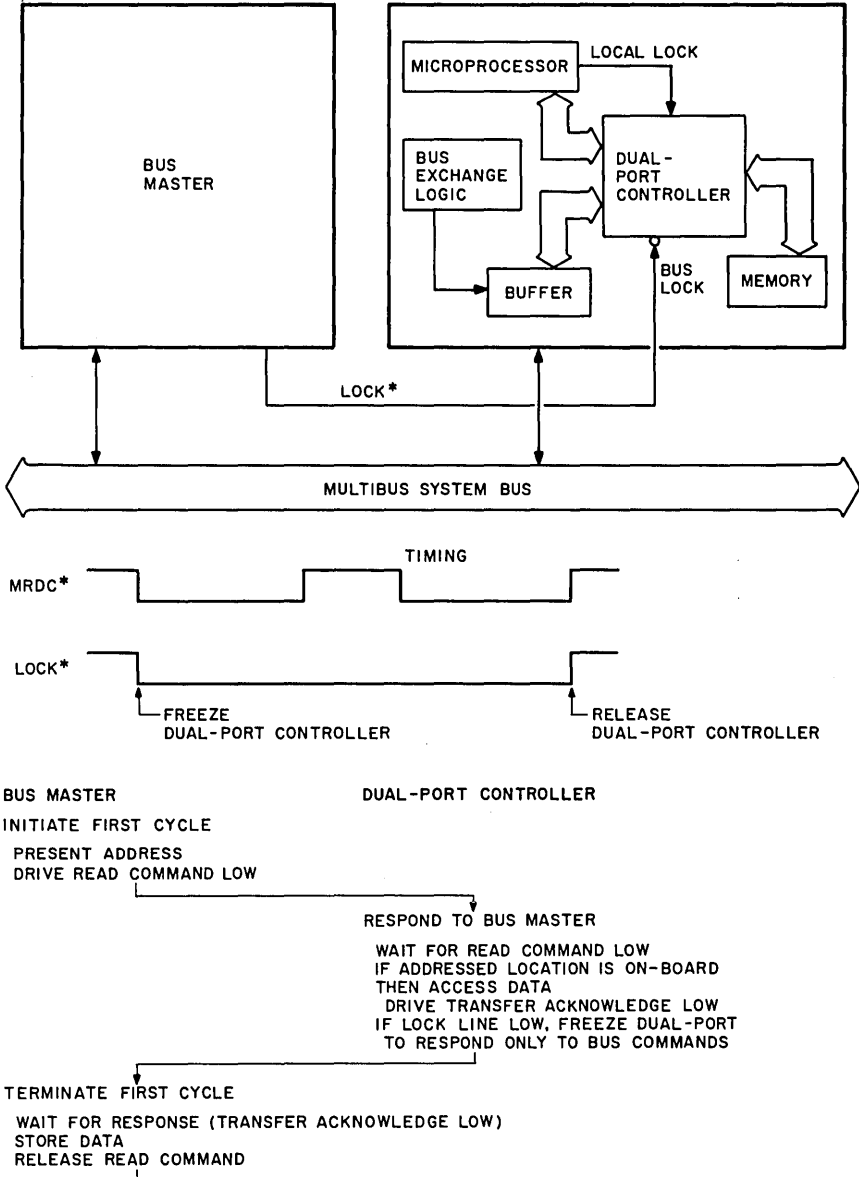 BUS
MASTER
MICROPROCESSOR
LOCAL LOCK
BUS
EXCHANGE
LOGIC
DUAL-
PORT
CONTROLLER
BUFFER
BUS
LOCK
MEMORY
LOCK*
MULTIBUS SYSTEM BUS
TIMING
MRDC*
LOCK*
FREEZE
DUAL-PORT CONTROLLER
RELEASE
DUAL-PORT CONTROLLER
BUS MASTER
DUAL-PORT CONTROLLER
INITIATE FIRST CYCLE
PRESENT ADDRESS
DRIVE READ COMMAND LOW
RESPOND TO BUS MASTER
WAIT FOR READ COMMAND LOW
IF ADDRESSED LOCATION IS ON-BOARD
THEN ACCESS DATA
DRIVE TRANSFER ACKNOWLEDGE LOW
IF LOCK LINE LOW, FREEZE DUAL-PORT
TO RESPOND ONLY TO BUS COMMANDS
TERMINATE FIRST CYCLE
WAIT FOR RESPONSE (TRANSFER ACKNOWLEDGE LOW)
STORE DATA
RELEASE READ COMMAND